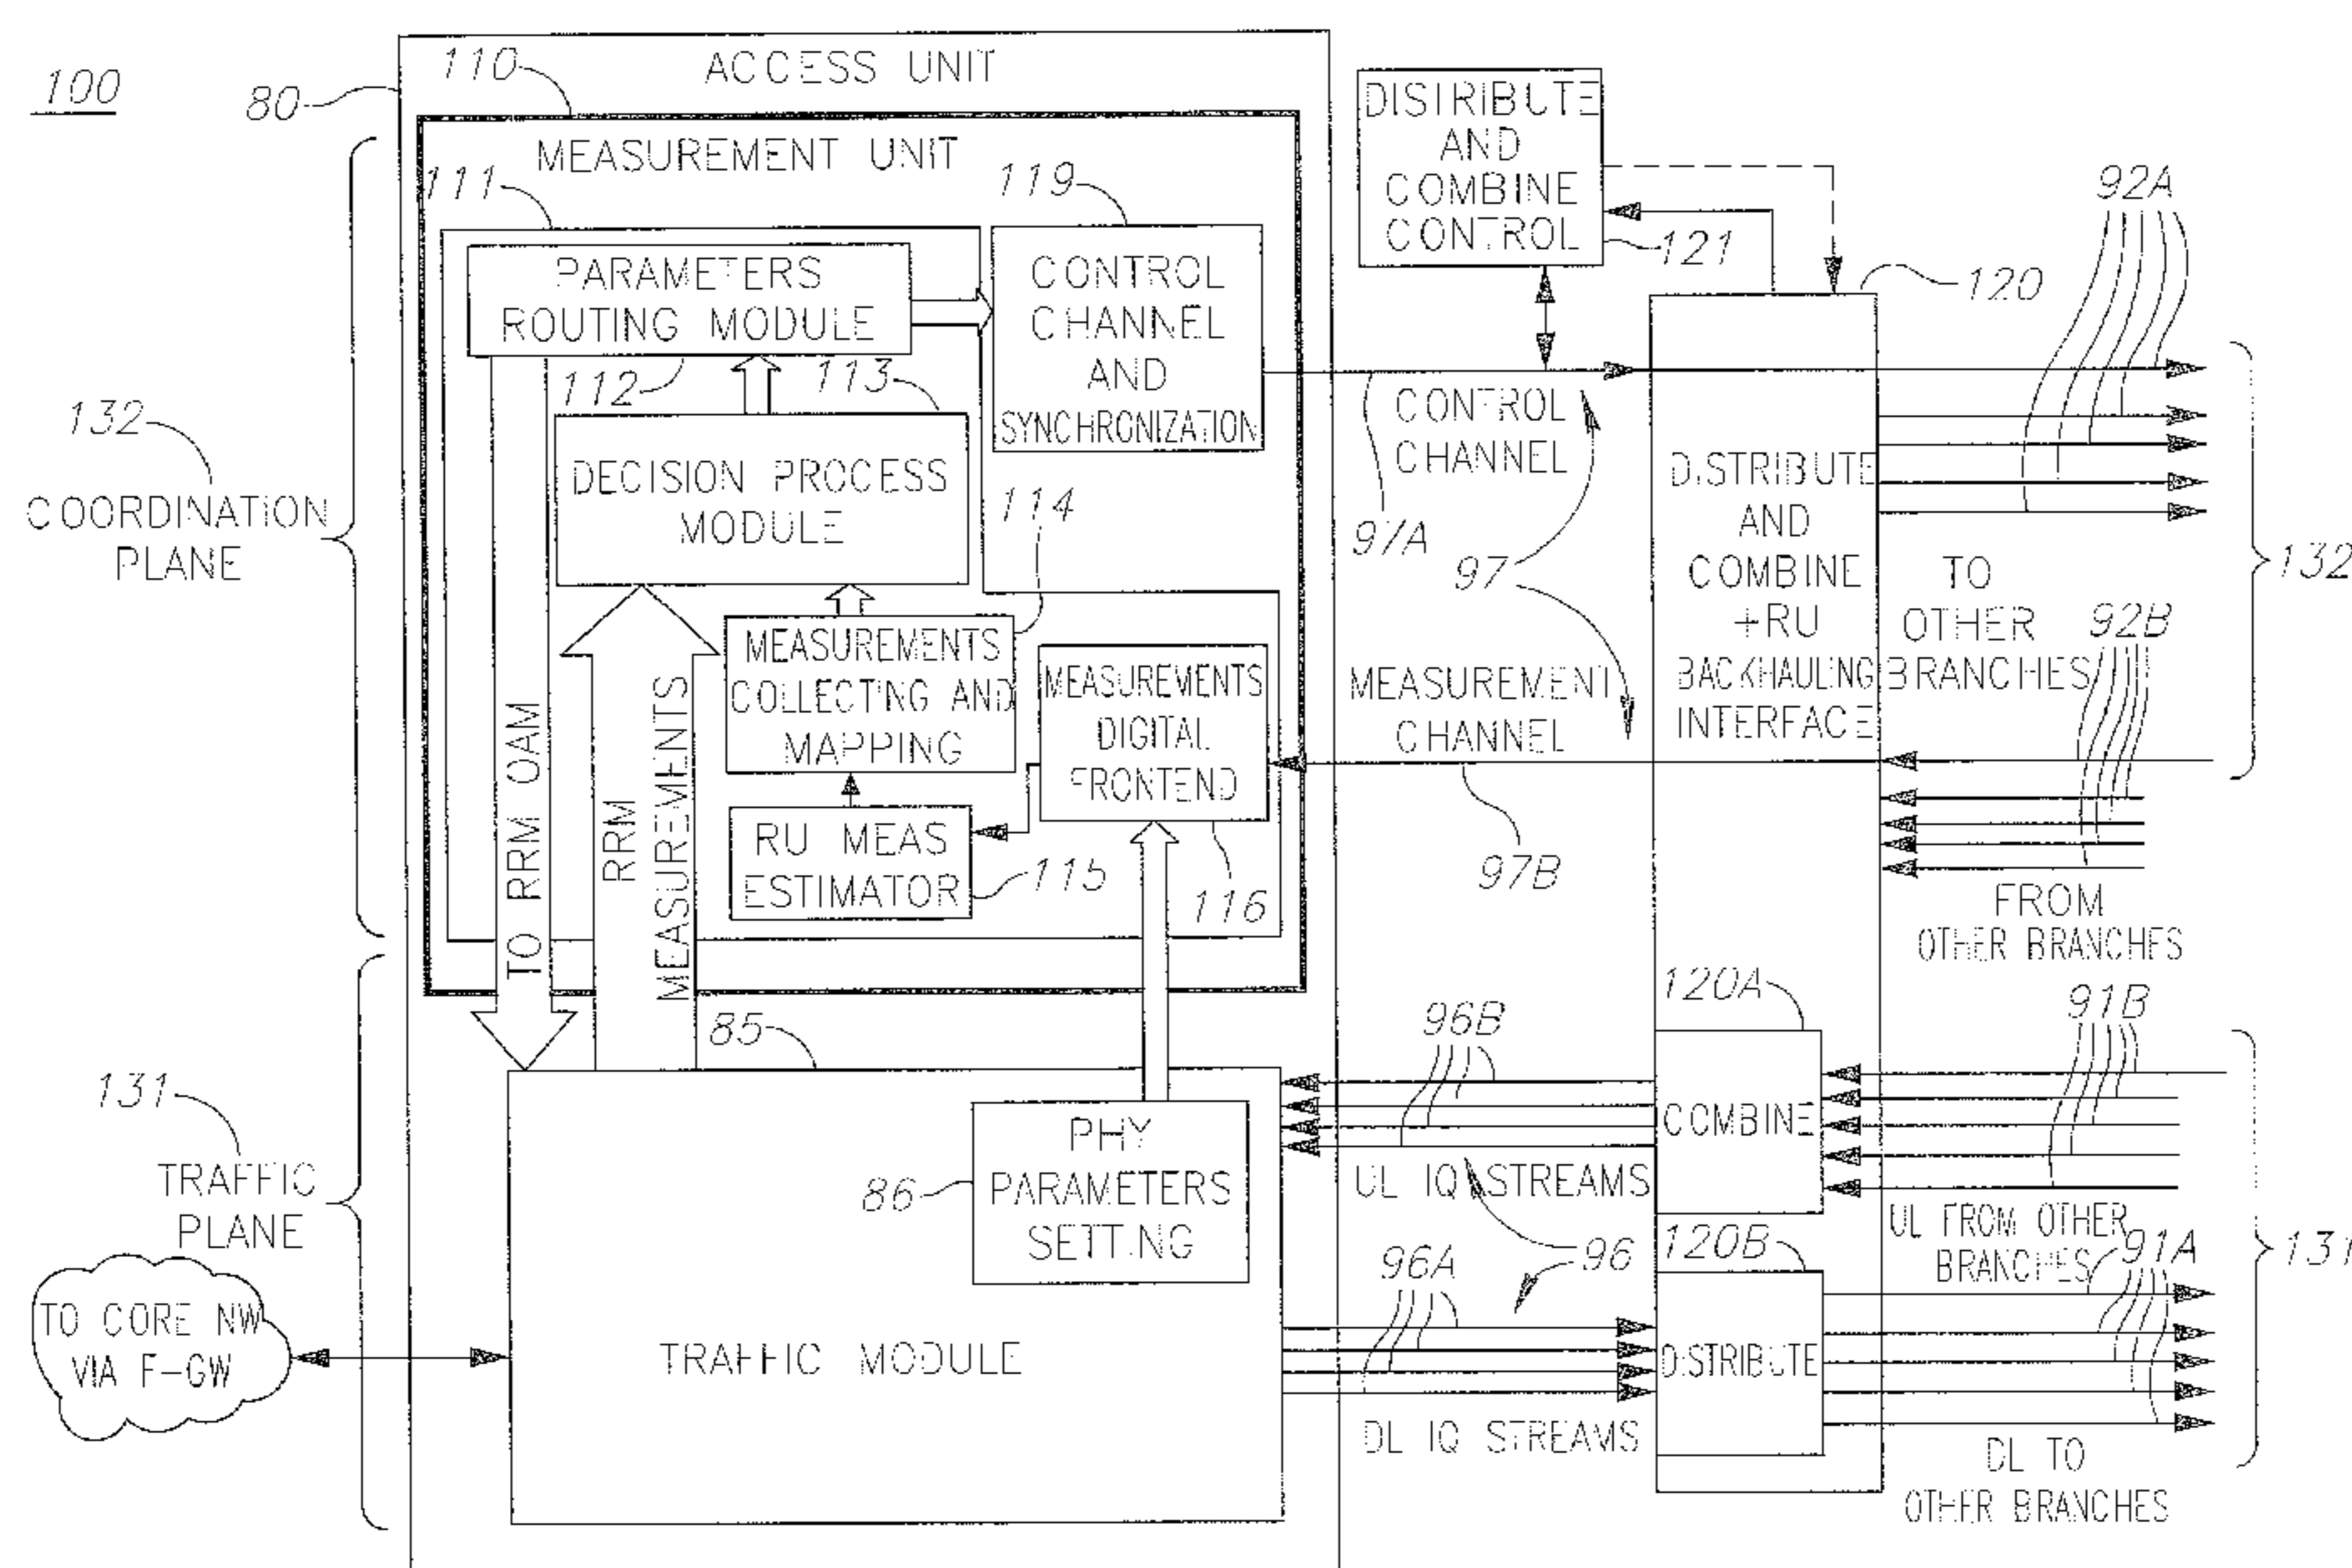 100
80
110
ACCESS UNIT
MEASUREMENT UNIT
111
119
PARAMETERS
ROUTING MODULE
112
113
CONTROL
CHANNEL
AND
SYNCHRONIZATION
DECISION PROCESS
MODULE
114
MEASUREMENTS
COLLECTING AND
MAPPING
MEASUREMENTS
DIGITAL
FRONTEND
RU MEAS
ESTIMATOR
115
116
TO RRM OAM
RRM
MEASUREMENTS
132
COORDINATION
PLANE
131
TRAFFIC
PLANE
TO CORE NW
VIA F-GW
85
86
PHY
PARAMETERS
SETTING
TRAFFIC MODULE
DISTRIBUTE
AND
COMBINE
CONTROL
121
120
CONTROL
CHANNEL
97A
97
MEASUREMENT
CHANNEL
97B
DISTRIBUTE
AND
COMBINE
+RU
BACKHAULING
INTERFACE
92A
TO
OTHER
BRANCHES
132
92B
FROM
OTHER BRANCHES
120A
96B
COMBINE
91B
UL IQ STREAMS
UL FROM OTHER
BRANCHES
131
96
96A
120B
91A
DISTRIBUTE
DL IQ STREAMS
DL TO
OTHER BRANCHES